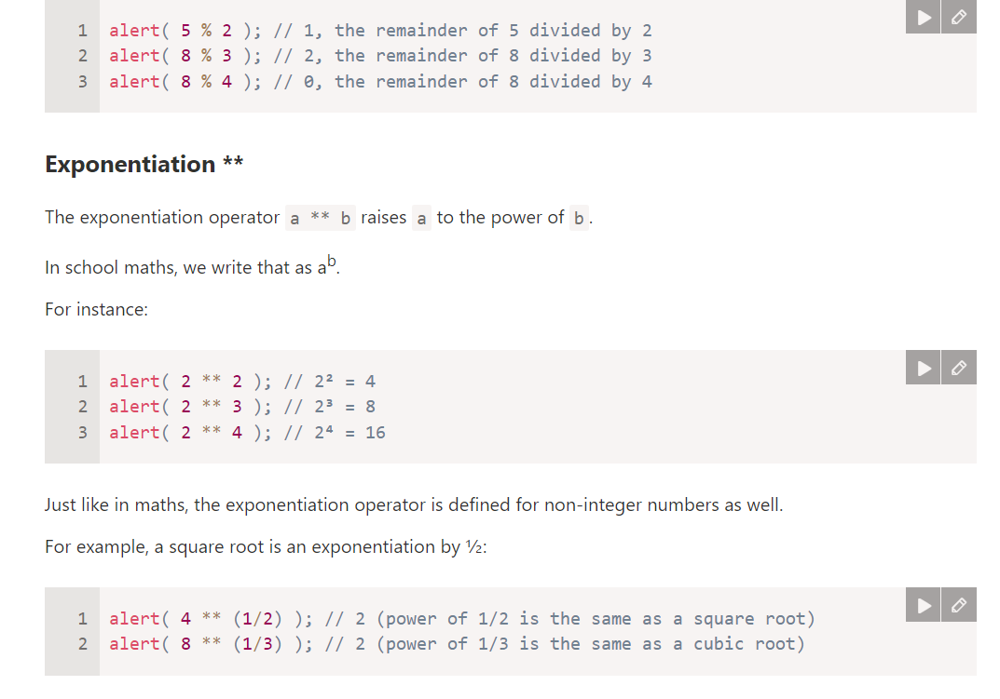 1 alert( 5 % 2 ); // 1, the remainder of 5 divided by 2
2 alert( 8 % 3 ); // 2, the remainder of 8 divided by 3
3 alert( 8 % 4 ); // 0, the remainder of 8 divided by 4
Exponentiation **
The exponentiation operator a ** b raises a to the power of b.
In school maths, we write that as aᵇ.
For instance:
1 alert( 2 ** 2 ); // 2² = 4
2 alert( 2 ** 3 ); // 2³ = 8
3 alert( 2 ** 4 ); // 2⁴ = 16
Just like in maths, the exponentiation operator is defined for non-integer numbers as well.
For example, a square root is an exponentiation by ½:
1 alert( 4 ** (1/2) ); // 2 (power of 1/2 is the same as a square root)
2 alert( 8 ** (1/3) ); // 2 (power of 1/3 is the same as a cubic root)